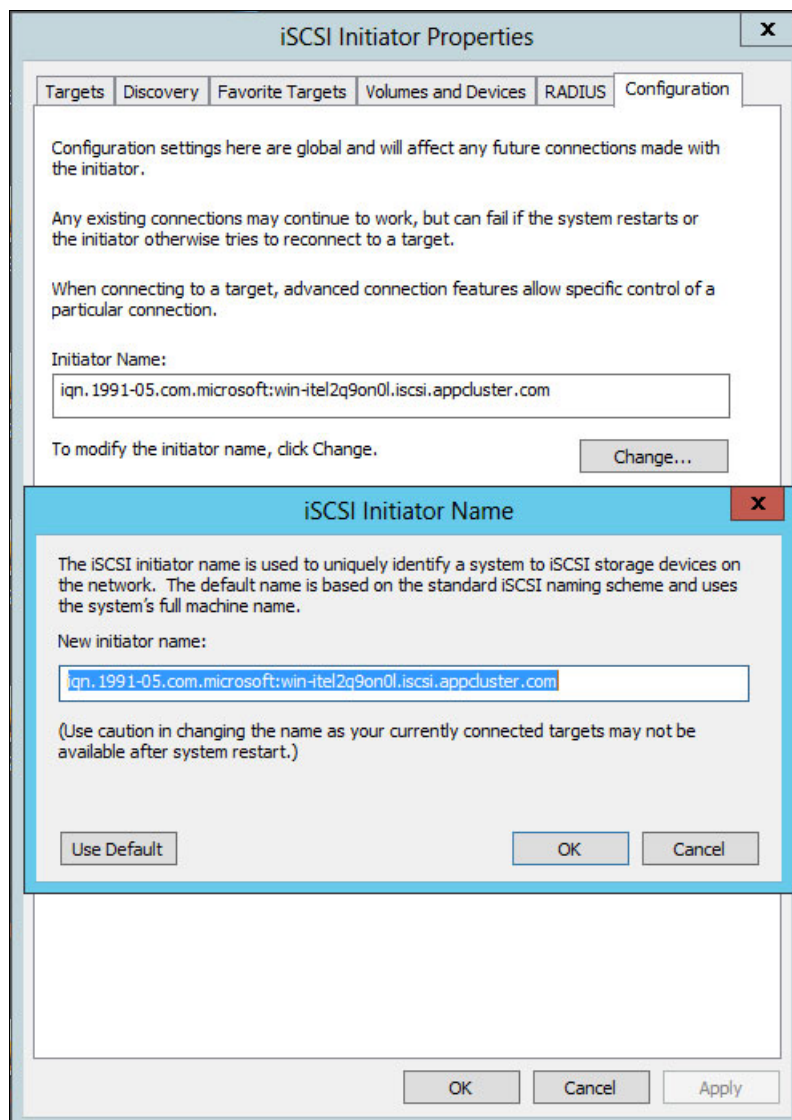 iSCSI Initiator Properties
x
Targets Discovery Favorite Targets Volumes and Devices RADIUS Configuration
Configuration settings here are global and will affect any future connections made with
the initiator.
Any existing connections may continue to work, but can fail if the system restarts or
the initiator otherwise tries to reconnect to a target.
When connecting to a target, advanced connection features allow specific control of a
particular connection.
Initiator Name:
iqn.1991-05.com.microsoft:win-itel2q9on0l.iscsi.appcluster.com
To modify the initiator name, click Change.
Change...
iSCSI Initiator Name
x
The iSCSI initiator name is used to uniquely identify a system to iSCSI storage devices on
the network.  The default name is based on the standard iSCSI naming scheme and uses
the system's full machine name.
New initiator name:
iqn.1991-05.com.microsoft:win-itel2q9on0l.iscsi.appcluster.com
(Use caution in changing the name as your currently connected targets may not be
available after system restart.)
Use Default OK Cancel
OK Cancel Apply